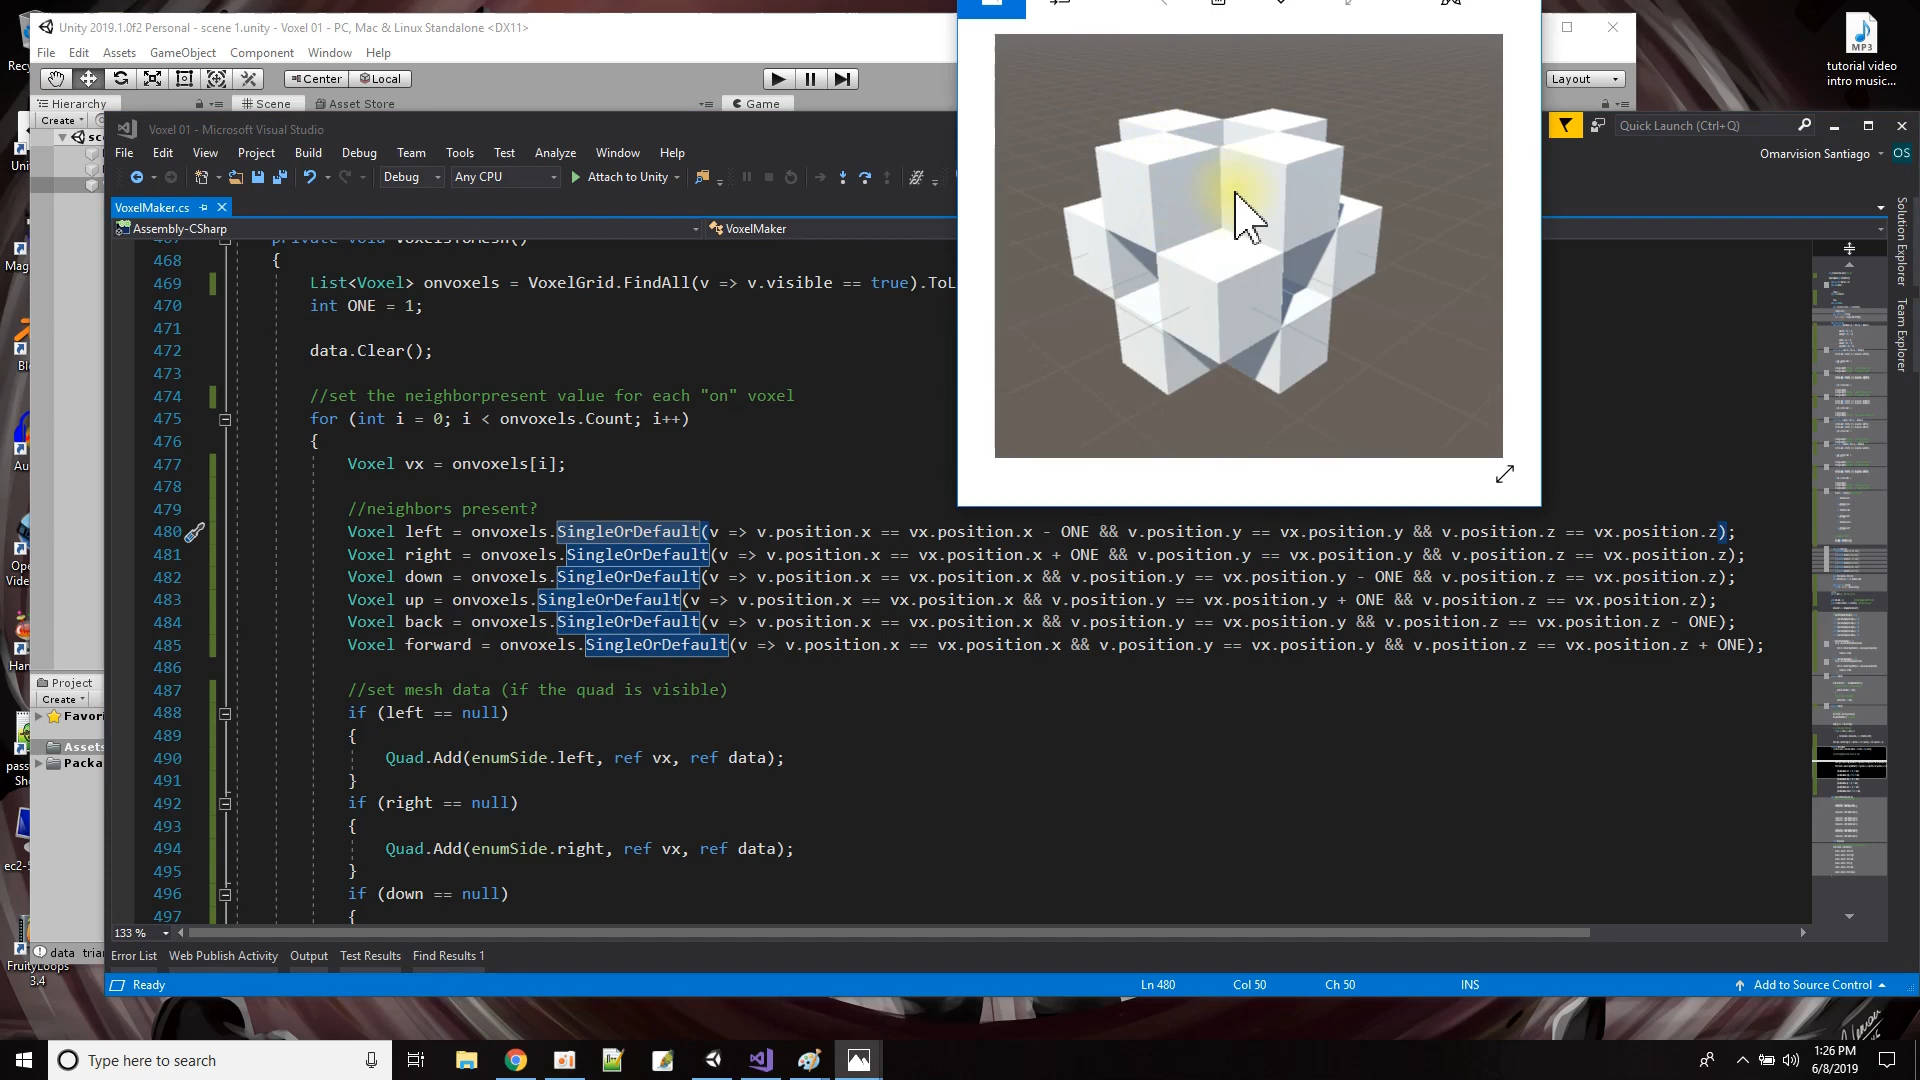 Unity 2019.1.0f2 Personal - scene 1.unity - Voxel 01 - PC, Mac & Linux Standalone <DX11>
File Edit Assets GameObject Component Window Help
Center Local
Layout
Hierarchy Scene Asset Store Game
Create
Voxel 01 - Microsoft Visual Studio
Quick Launch (Ctrl+Q)
File Edit View Project Build Debug Team Tools Test Analyze Window Help
Omarvision Santiago OS
Debug Any CPU Attach to Unity
VoxelMaker.cs
Assembly-CSharp VoxelMaker
468 {
469 List<Voxel> onvoxels = VoxelGrid.FindAll(v => v.visible == true).ToL
470 int ONE = 1;
471
472 data.Clear();
473
474 //set the neighborpresent value for each "on" voxel
475 for (int i = 0; i < onvoxels.Count; i++)
476 {
477 Voxel vx = onvoxels[i];
478
479 //neighbors present?
480 Voxel left = onvoxels.SingleOrDefault(v => v.position.x == vx.position.x - ONE && v.position.y == vx.position.y && v.position.z == vx.position.z);
481 Voxel right = onvoxels.SingleOrDefault(v => v.position.x == vx.position.x + ONE && v.position.y == vx.position.y && v.position.z == vx.position.z);
482 Voxel down = onvoxels.SingleOrDefault(v => v.position.x == vx.position.x && v.position.y == vx.position.y - ONE && v.position.z == vx.position.z);
483 Voxel up = onvoxels.SingleOrDefault(v => v.position.x == vx.position.x && v.position.y == vx.position.y + ONE && v.position.z == vx.position.z);
484 Voxel back = onvoxels.SingleOrDefault(v => v.position.x == vx.position.x && v.position.y == vx.position.y && v.position.z == vx.position.z - ONE);
485 Voxel forward = onvoxels.SingleOrDefault(v => v.position.x == vx.position.x && v.position.y == vx.position.y && v.position.z == vx.position.z + ONE);
486
487 //set mesh data (if the quad is visible)
488 if (left == null)
489 {
490 Quad.Add(enumSide.left, ref vx, ref data);
491 }
492 if (right == null)
493 {
494 Quad.Add(enumSide.right, ref vx, ref data);
495 }
496 if (down == null)
497 {
133 %
Solution Explorer
Team Explorer
Project
Create
Favori
Assets
Packa
data trian
Error List Web Publish Activity Output Test Results Find Results 1
Ready Ln 480 Col 50 Ch 50 INS Add to Source Control
MP3
tutorial video
intro music...
FruityLoops
3.4
Type here to search
1:26 PM
6/8/2019